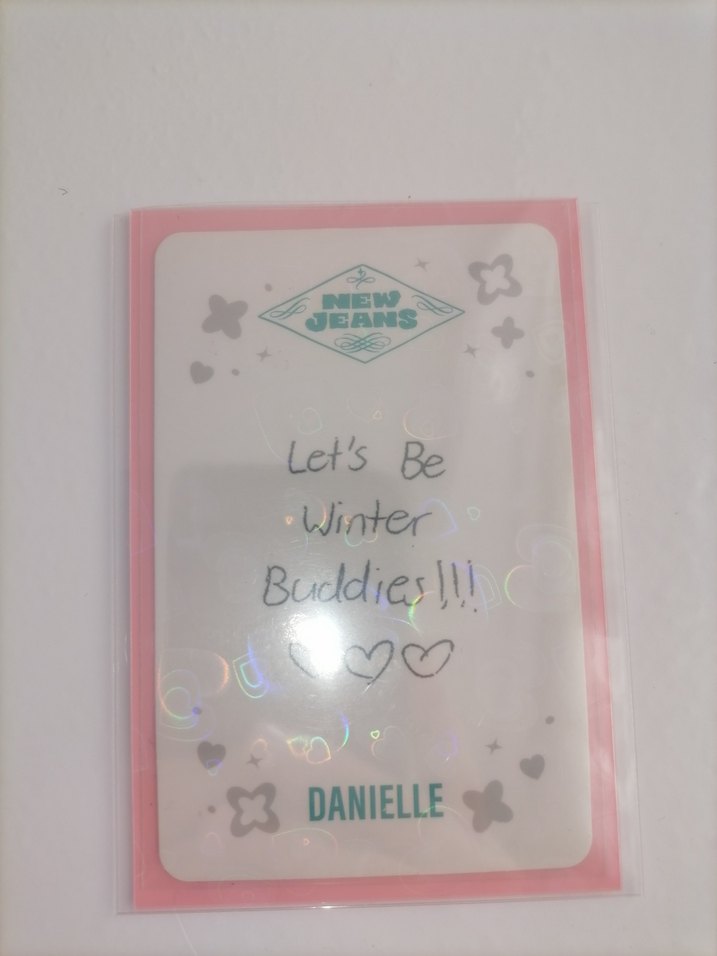 NEW
JEANS
Let's Be
Winter
Buddies!!!
DANIELLE